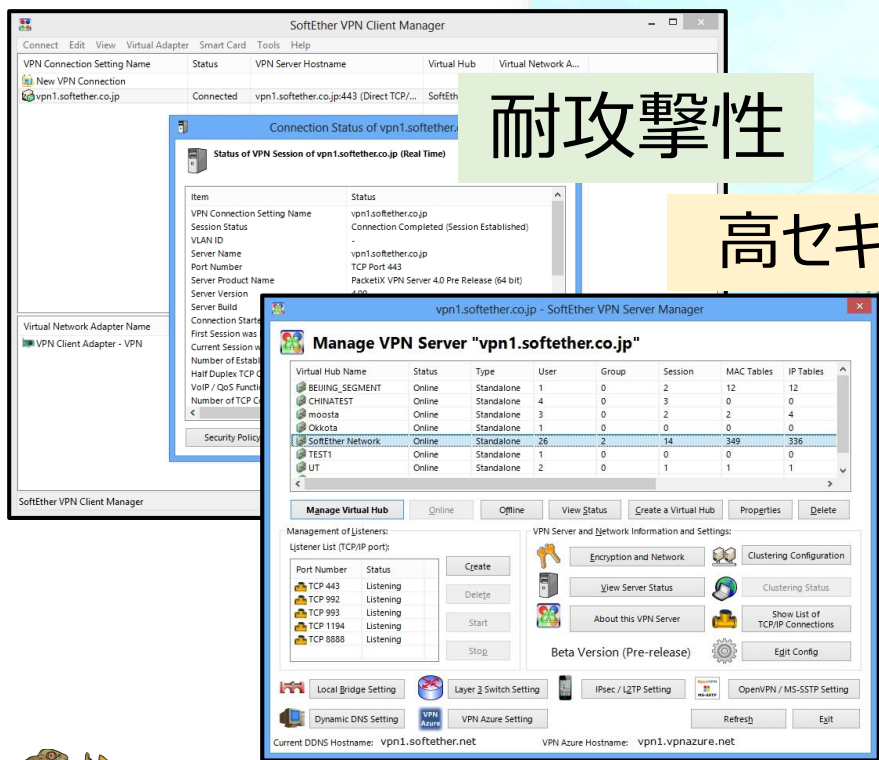 SoftEther VPN Client Manager
Connect Edit View Virtual Adapter Smart Card Tools Help
VPN Connection Setting Name Status VPN Server Hostname Virtual Hub Virtual Network A...
New VPN Connection
vpn1.softether.co.jp Connected vpn1.softether.co.jp:443 (Direct TCP/... SoftEth
耐攻撃性
高セキ
Connection Status of vpn1.softether.
Status of VPN Session of vpn1.softether.co.jp (Real Time)
Item Status
VPN Connection Setting Name vpn1.softether.co.jp
Session Status Connection Completed (Session Established)
VLAN ID -
Server Name vpn1.softether.co.jp
Port Number TCP Port 443
Server Product Name PacketiX VPN Server 4.0 Pre Release (64 bit)
Server Version 4.00
Server Build
Connection Starte
First Session was
Current Session w
Number of Establ
Half Duplex TCP C
VoIP / QoS Functi
Number of TCP C
Security Policy
Virtual Network Adapter Name
VPN Client Adapter - VPN
SoftEther VPN Client Manager
vpn1.softether.co.jp - SoftEther VPN Server Manager
Manage VPN Server "vpn1.softether.co.jp"
Virtual Hub Name Status Type User Group Session MAC Tables IP Tables
BEIJING_SEGMENT Online Standalone 1 0 2 12 12
CHINATEST Online Standalone 4 0 3 0 0
moosta Online Standalone 3 0 2 2 4
Okkota Online Standalone 1 0 0 0 0
SoftEther Network Online Standalone 26 2 14 349 336
TEST1 Online Standalone 1 0 0 0 0
UT Online Standalone 2 0 1 1 1
Manage Virtual Hub Online Offline View Status Create a Virtual Hub Properties Delete
Management of Listeners:
Listener List (TCP/IP port):
Port Number Status
TCP 443 Listening
TCP 992 Listening
TCP 993 Listening
TCP 1194 Listening
TCP 8888 Listening
Create
Delete
Start
Stop
VPN Server and Network Information and Settings:
Encryption and Network Clustering Configuration
View Server Status Clustering Status
About this VPN Server Show List of
TCP/IP Connections
Beta Version (Pre-release) Edit Config
Local Bridge Setting Layer 3 Switch Setting IPsec / L2TP Setting OpenVPN MS-SSTP OpenVPN / MS-SSTP Setting
Dynamic DNS Setting VPN Azure VPN Azure Setting Refresh Exit
Current DDNS Hostname: vpn1.softether.net VPN Azure Hostname: vpn1.vpnazure.net